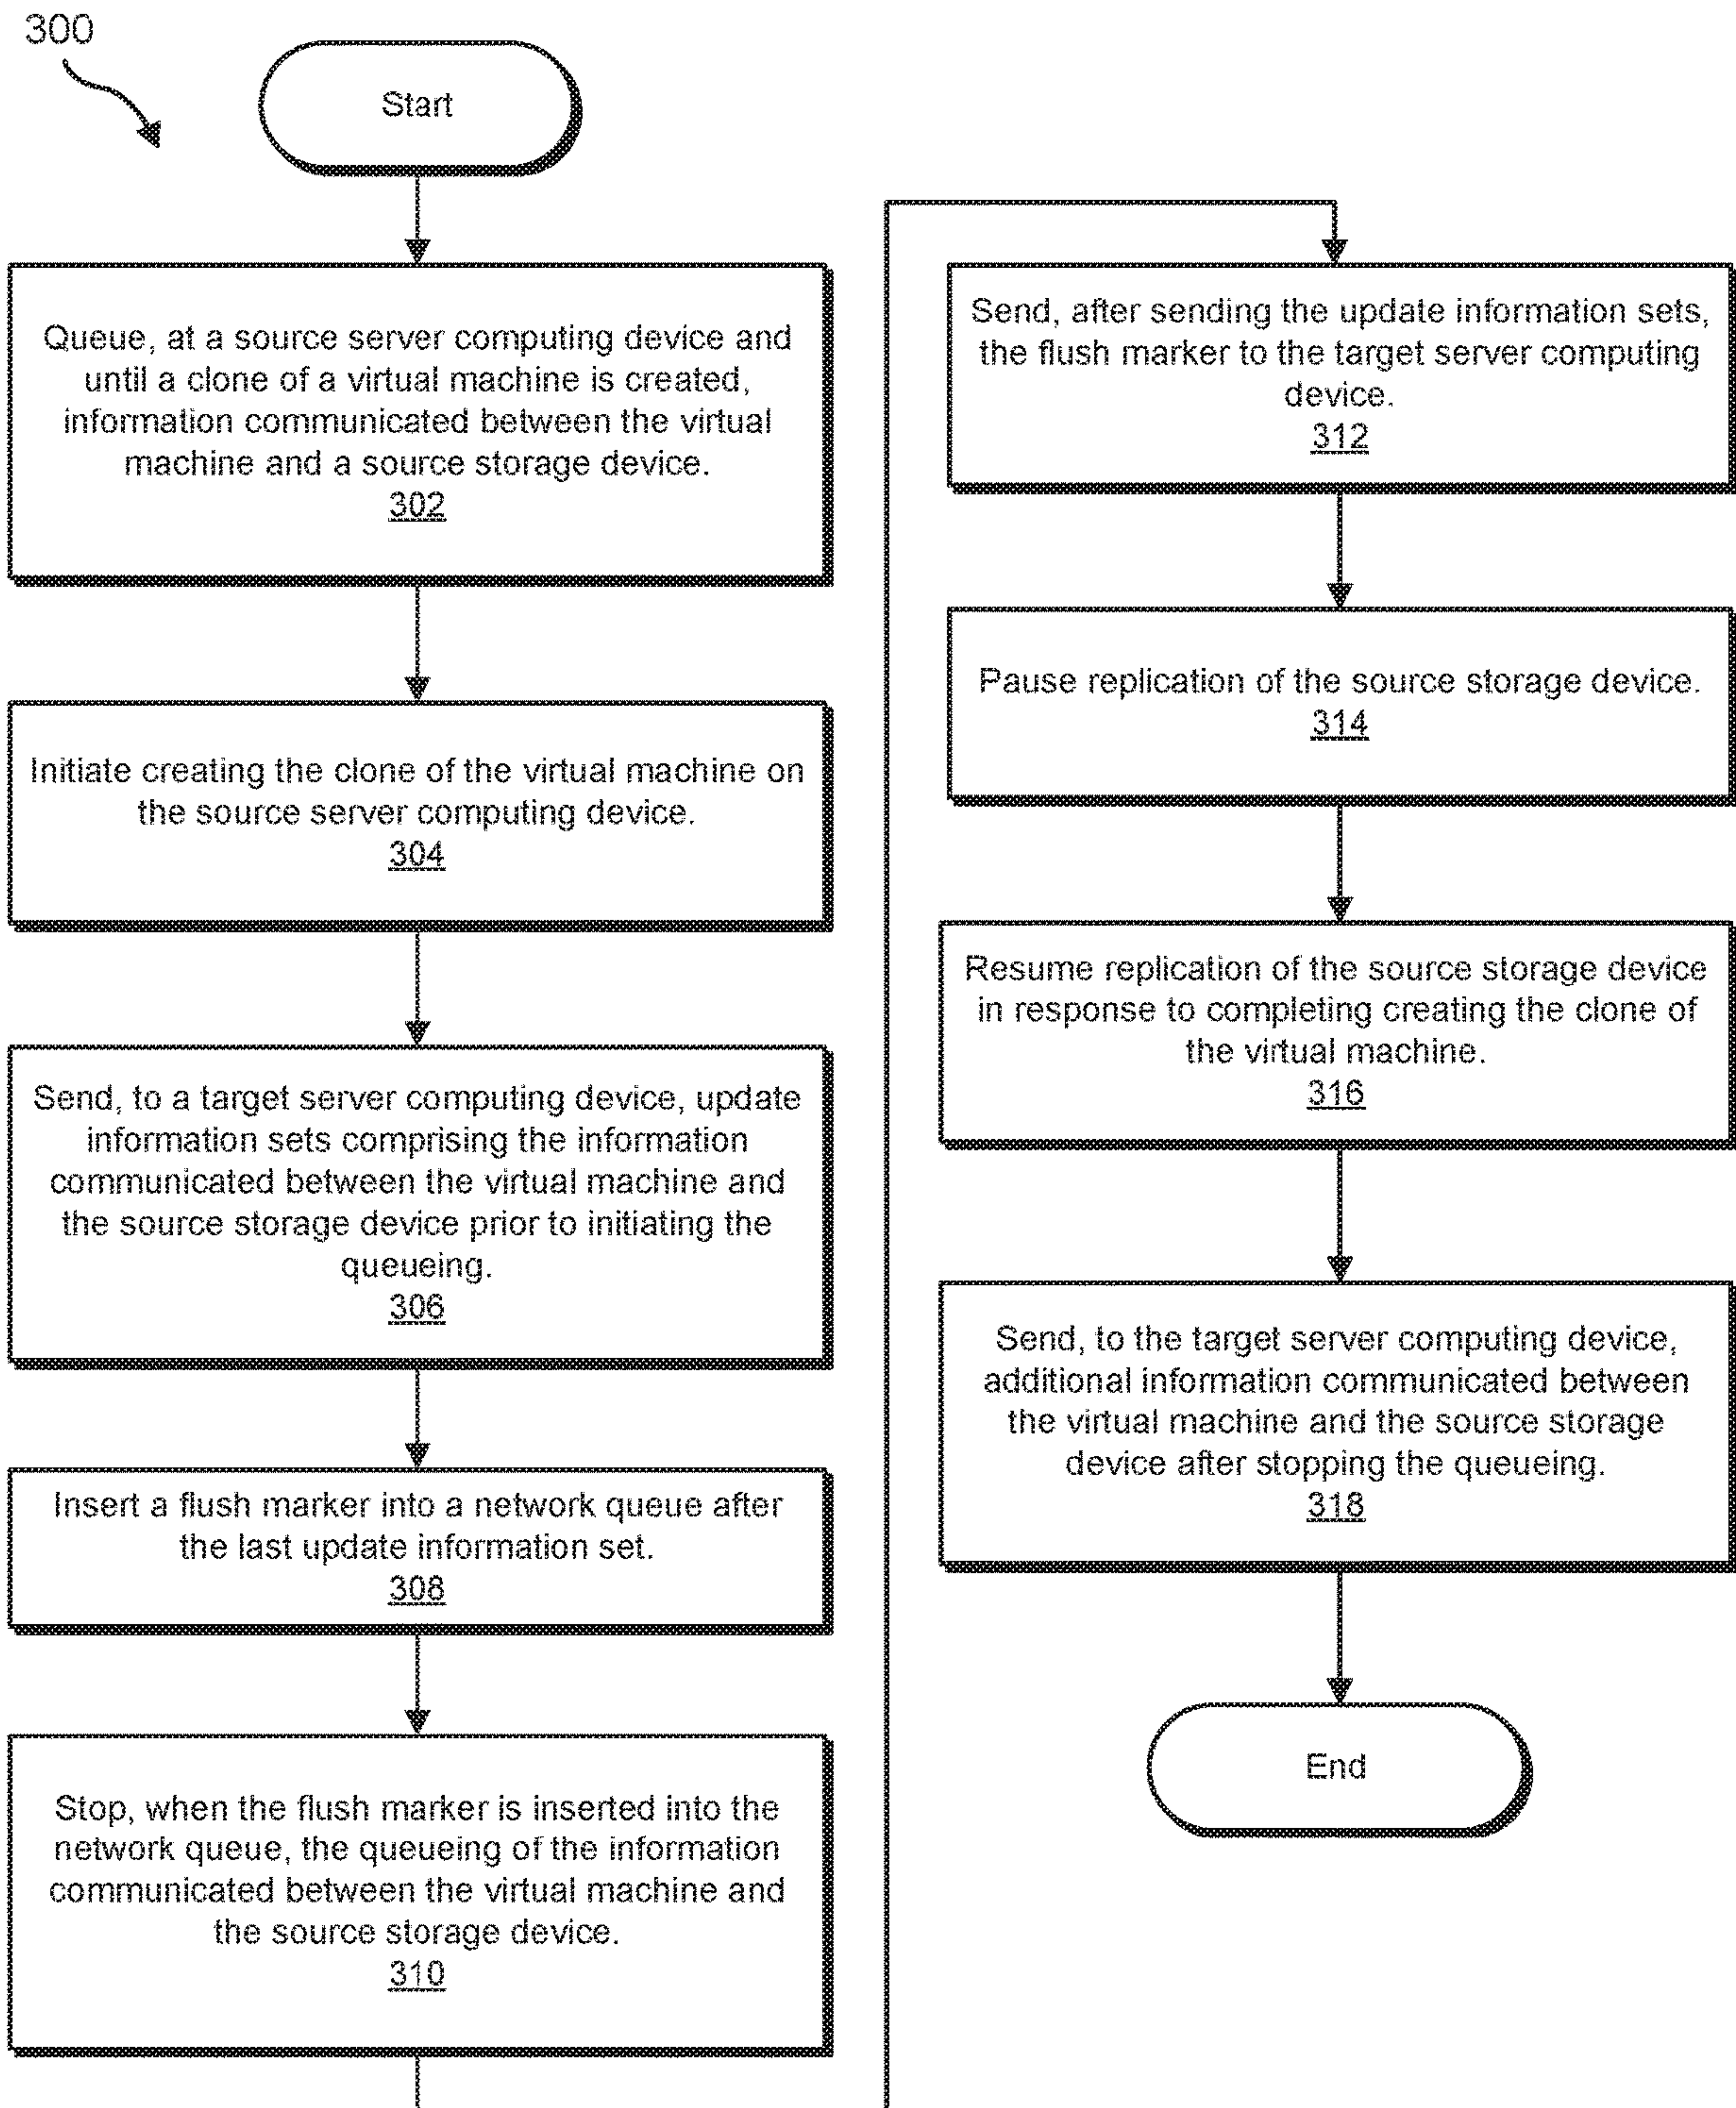 300
Start
Queue, at a source server computing device and
until a clone of a virtual machine is created,
information communicated between the virtual
machine and a source storage device.
302
Initiate creating the clone of the virtual machine on
the source server computing device.
304
Send, to a target server computing device, update
information sets comprising the information
communicated between the virtual machine and
the source storage device prior to initiating the
queueing.
306
Insert a flush marker into a network queue after
the last update information set.
308
Stop, when the flush marker is inserted into the
network queue, the queueing of the information
communicated between the virtual machine and
the source storage device.
310
Send, after sending the update information sets,
the flush marker to the target server computing
device.
312
Pause replication of the source storage device.
314
Resume replication of the source storage device
in response to completing creating the clone of
the virtual machine.
316
Send, to the target server computing device,
additional information communicated between
the virtual machine and the source storage
device after stopping the queueing.
318
End